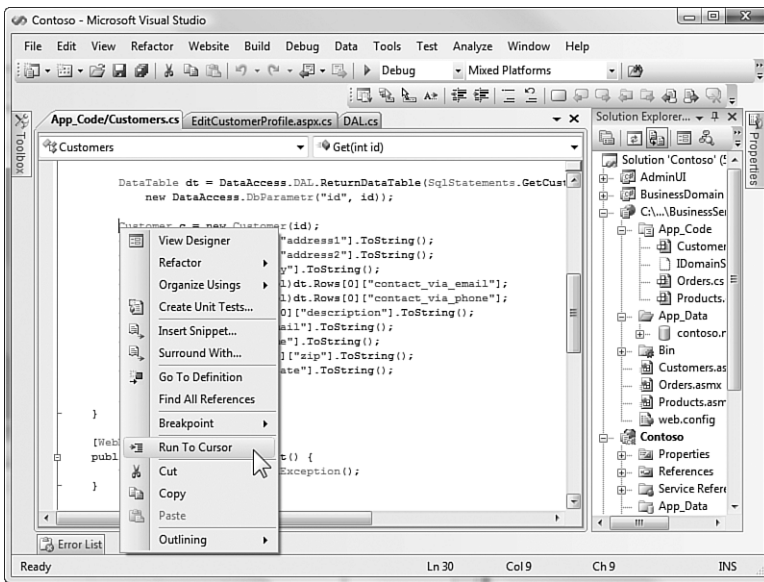 Contoso - Microsoft Visual Studio
File Edit View Refactor Website Build Debug Data Tools Test Analyze Window Help
Debug Mixed Platforms
App_Code/Customers.cs EditCustomerProfile.aspx.cs DAL.cs
Solution Explorer...
Toolbox
Properties
Customers Get(int id)
DataTable dt = DataAccess.DAL.ReturnDataTable(SqlStatements.GetCust
new DataAccess.DbParametr("id", id));
Customer c = new Customer(id);
"address1"].ToString();
"address2"].ToString();
y"].ToString();
l)dt.Rows[0]["contact_via_email"];
l)dt.Rows[0]["contact_via_phone"];
0]["description"].ToString();
ail"].ToString();
e"].ToString();
]["zip"].ToString();
ate"].ToString();
}
[Web
publ
t() {
Exception();
}
View Designer
Refactor
Organize Usings
Create Unit Tests...
Insert Snippet...
Surround With...
Go To Definition
Find All References
Breakpoint
Run To Cursor
Cut
Copy
Paste
Outlining
Solution 'Contoso' (
AdminUI
BusinessDomain
C:\...\BusinessSer
App_Code
Customer
IDomainS
Orders.cs
Products.
App_Data
contoso.r
Bin
Customers.as
Orders.asmx
Products.asm
web.config
Contoso
Properties
References
Service Refere
App_Data
Error List
Ready Ln 30 Col 9 Ch 9 INS